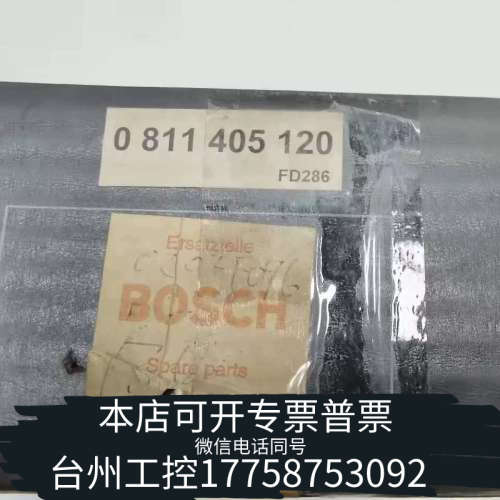 0 811 405 120
FD286
Ersatzteile
BOSCH
Spare parts
本店可开专票普票
微信电话同号
台州工控17758753092